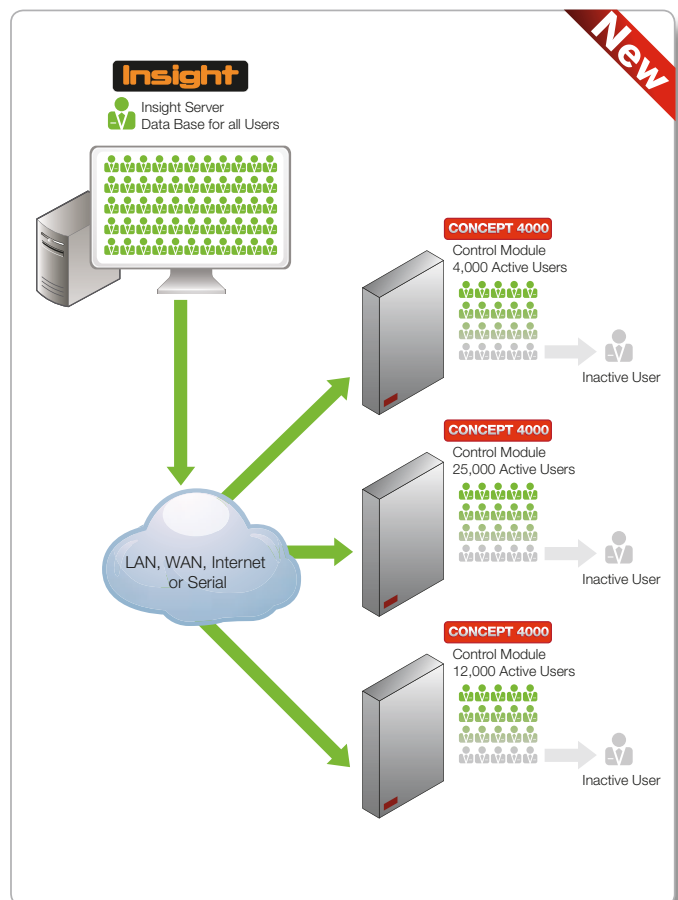 New
Insight
Insight Server
Data Base for all Users
CONCEPT 4000
Control Module
4,000 Active Users
Inactive User
CONCEPT 4000
Control Module
25,000 Active Users
Inactive User
LAN, WAN, Internet
or Serial
CONCEPT 4000
Control Module
12,000 Active Users
Inactive User